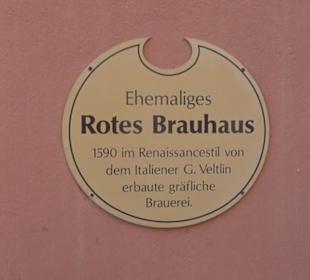 Ehemaliges
Rotes Brauhaus
1590 im Renaissancestil von
dem Italiener G. Veltlin
erbaute gräfliche
Brauerei.